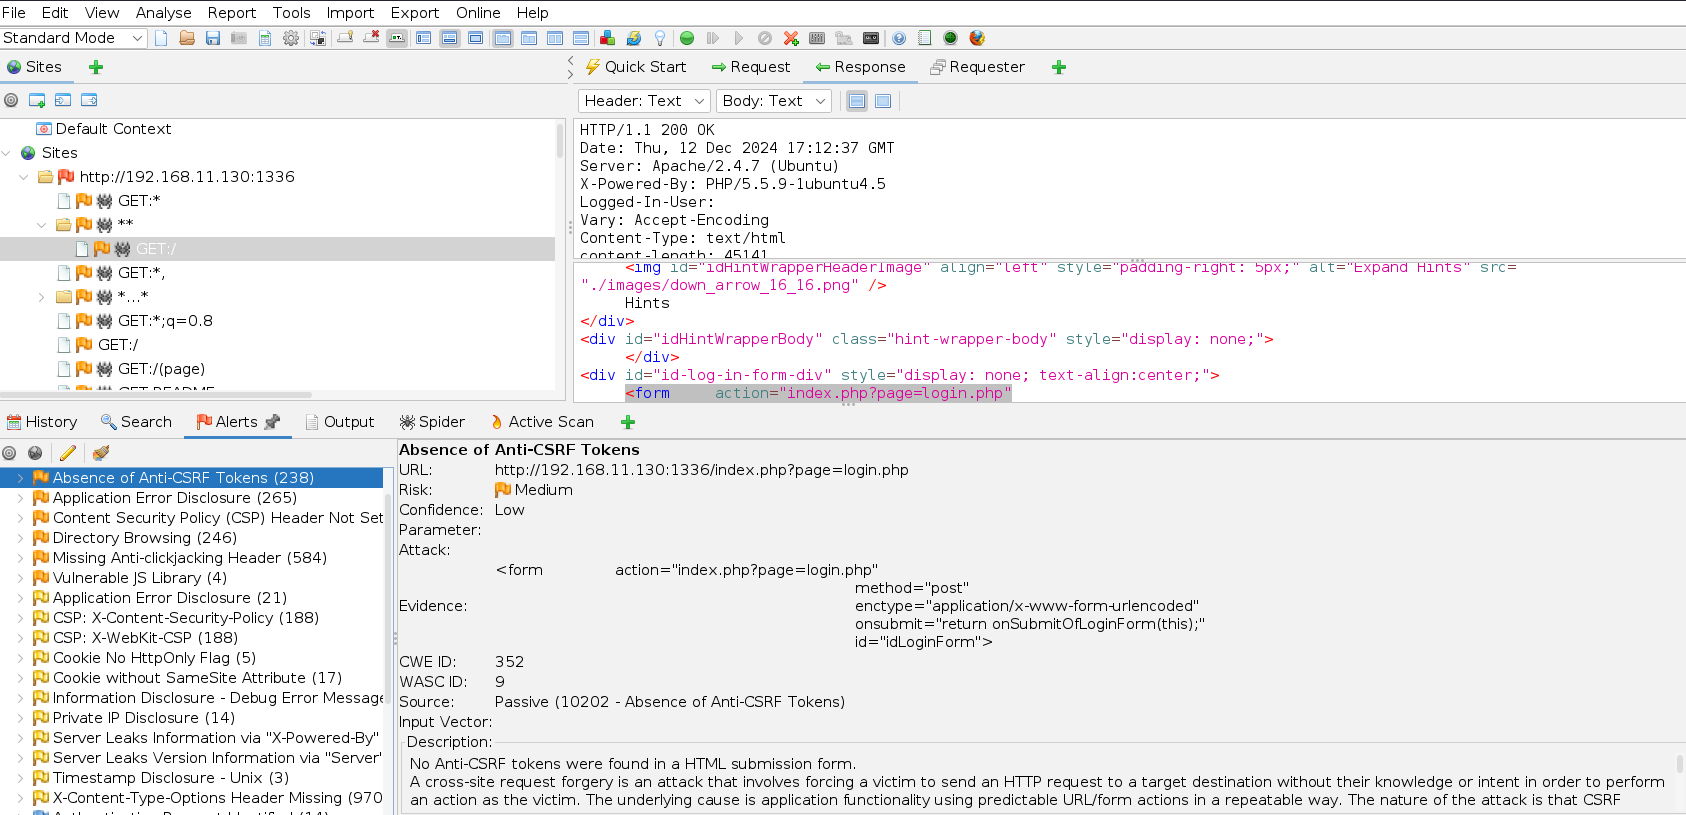 File Edit View Analyse Report Tools Import Export Online Help
Standard Mode
Sites
Quick Start Request Response Requester
Header: Text Body: Text
Default Context
Sites
http://192.168.11.130:1336
GET:*
**
GET:/
GET:*,
*...*
GET:*;q=0.8
GET:/
GET:/(page)
GET:README
HTTP/1.1 200 OK
Date: Thu, 12 Dec 2024 17:12:37 GMT
Server: Apache/2.4.7 (Ubuntu)
X-Powered-By: PHP/5.5.9-1ubuntu4.5
Logged-In-User:
Vary: Accept-Encoding
Content-Type: text/html
content-length: 45141
<img id="idHintWrapperHeaderImage" align="left" style="padding-right: 5px;" alt="Expand Hints" src=
"./images/down_arrow_16_16.png" />
Hints
</div>
<div id="idHintWrapperBody" class="hint-wrapper-body" style="display: none;">
</div>
<div id="id-log-in-form-div" style="display: none; text-align:center;">
<form action="index.php?page=login.php"
History Search Alerts Output Spider Active Scan
Absence of Anti-CSRF Tokens (238)
Application Error Disclosure (265)
Content Security Policy (CSP) Header Not Set
Directory Browsing (246)
Missing Anti-clickjacking Header (584)
Vulnerable JS Library (4)
Application Error Disclosure (21)
CSP: X-Content-Security-Policy (188)
CSP: X-WebKit-CSP (188)
Cookie No HttpOnly Flag (5)
Cookie without SameSite Attribute (17)
Information Disclosure - Debug Error Message
Private IP Disclosure (14)
Server Leaks Information via "X-Powered-By"
Server Leaks Version Information via "Server"
Timestamp Disclosure - Unix (3)
X-Content-Type-Options Header Missing (970
Authentication Request Identified (14)
Absence of Anti-CSRF Tokens
URL: http://192.168.11.130:1336/index.php?page=login.php
Risk: Medium
Confidence: Low
Parameter:
Attack:
<form action="index.php?page=login.php"
method="post"
Evidence: enctype="application/x-www-form-urlencoded"
onsubmit="return onSubmitOfLoginForm(this);"
id="idLoginForm">
CWE ID: 352
WASC ID: 9
Source: Passive (10202 - Absence of Anti-CSRF Tokens)
Input Vector:
Description:
No Anti-CSRF tokens were found in a HTML submission form.
A cross-site request forgery is an attack that involves forcing a victim to send an HTTP request to a target destination without their knowledge or intent in order to perform
an action as the victim. The underlying cause is application functionality using predictable URL/form actions in a repeatable way. The nature of the attack is that CSRF